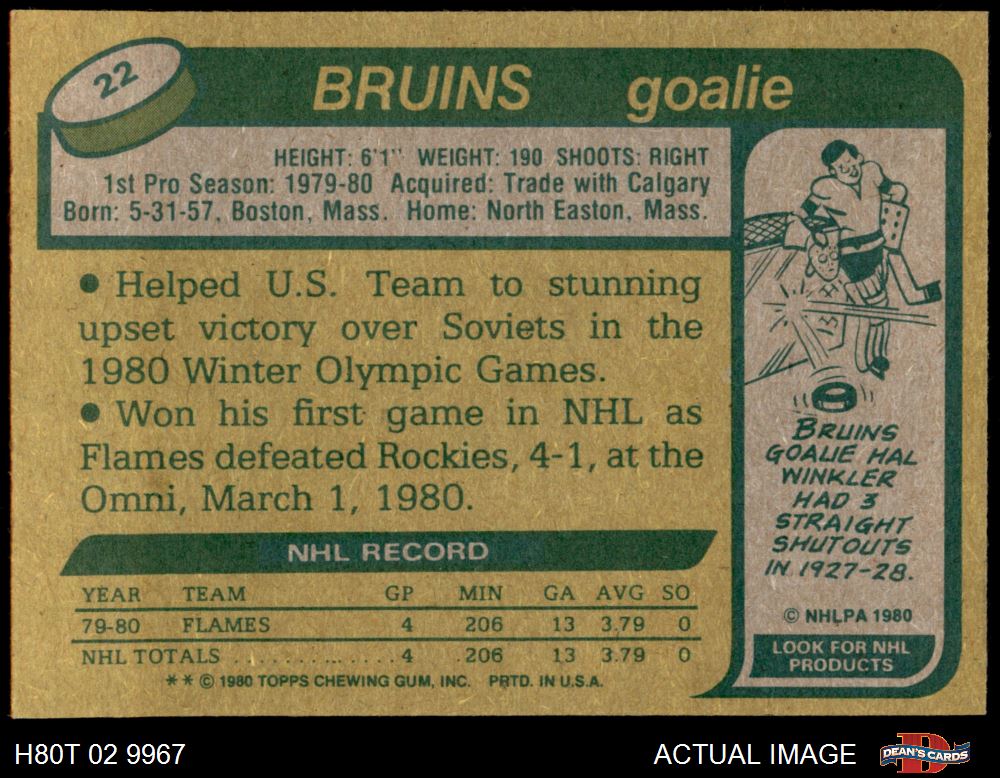 22
BRUINS goalie
HEIGHT: 6'1" WEIGHT: 190 SHOOTS: RIGHT
1st Pro Season: 1979-80 Acquired: Trade with Calgary
Born: 5-31-57, Boston, Mass. Home: North Easton, Mass.
● Helped U.S. Team to stunning
upset victory over Soviets in the
1980 Winter Olympic Games.
● Won his first game in NHL as
Flames defeated Rockies, 4-1, at the
Omni, March 1, 1980.
NHL RECORD
YEAR TEAM GP MIN GA AVG SO
79-80 FLAMES 4 206 13 3.79 0
NHL TOTALS . . . . . . . . . . . . . . . 4 206 13 3.79 0
** © 1980 TOPPS CHEWING GUM, INC. PRTD. IN U.S.A.
BRUINS
GOALIE HAL
WINKLER
HAD 3
STRAIGHT
SHUTOUTS
IN 1927-28.
© NHLPA 1980
LOOK FOR NHL
PRODUCTS
H80T 02 9967
ACTUAL IMAGE
D
DEAN'S CARDS